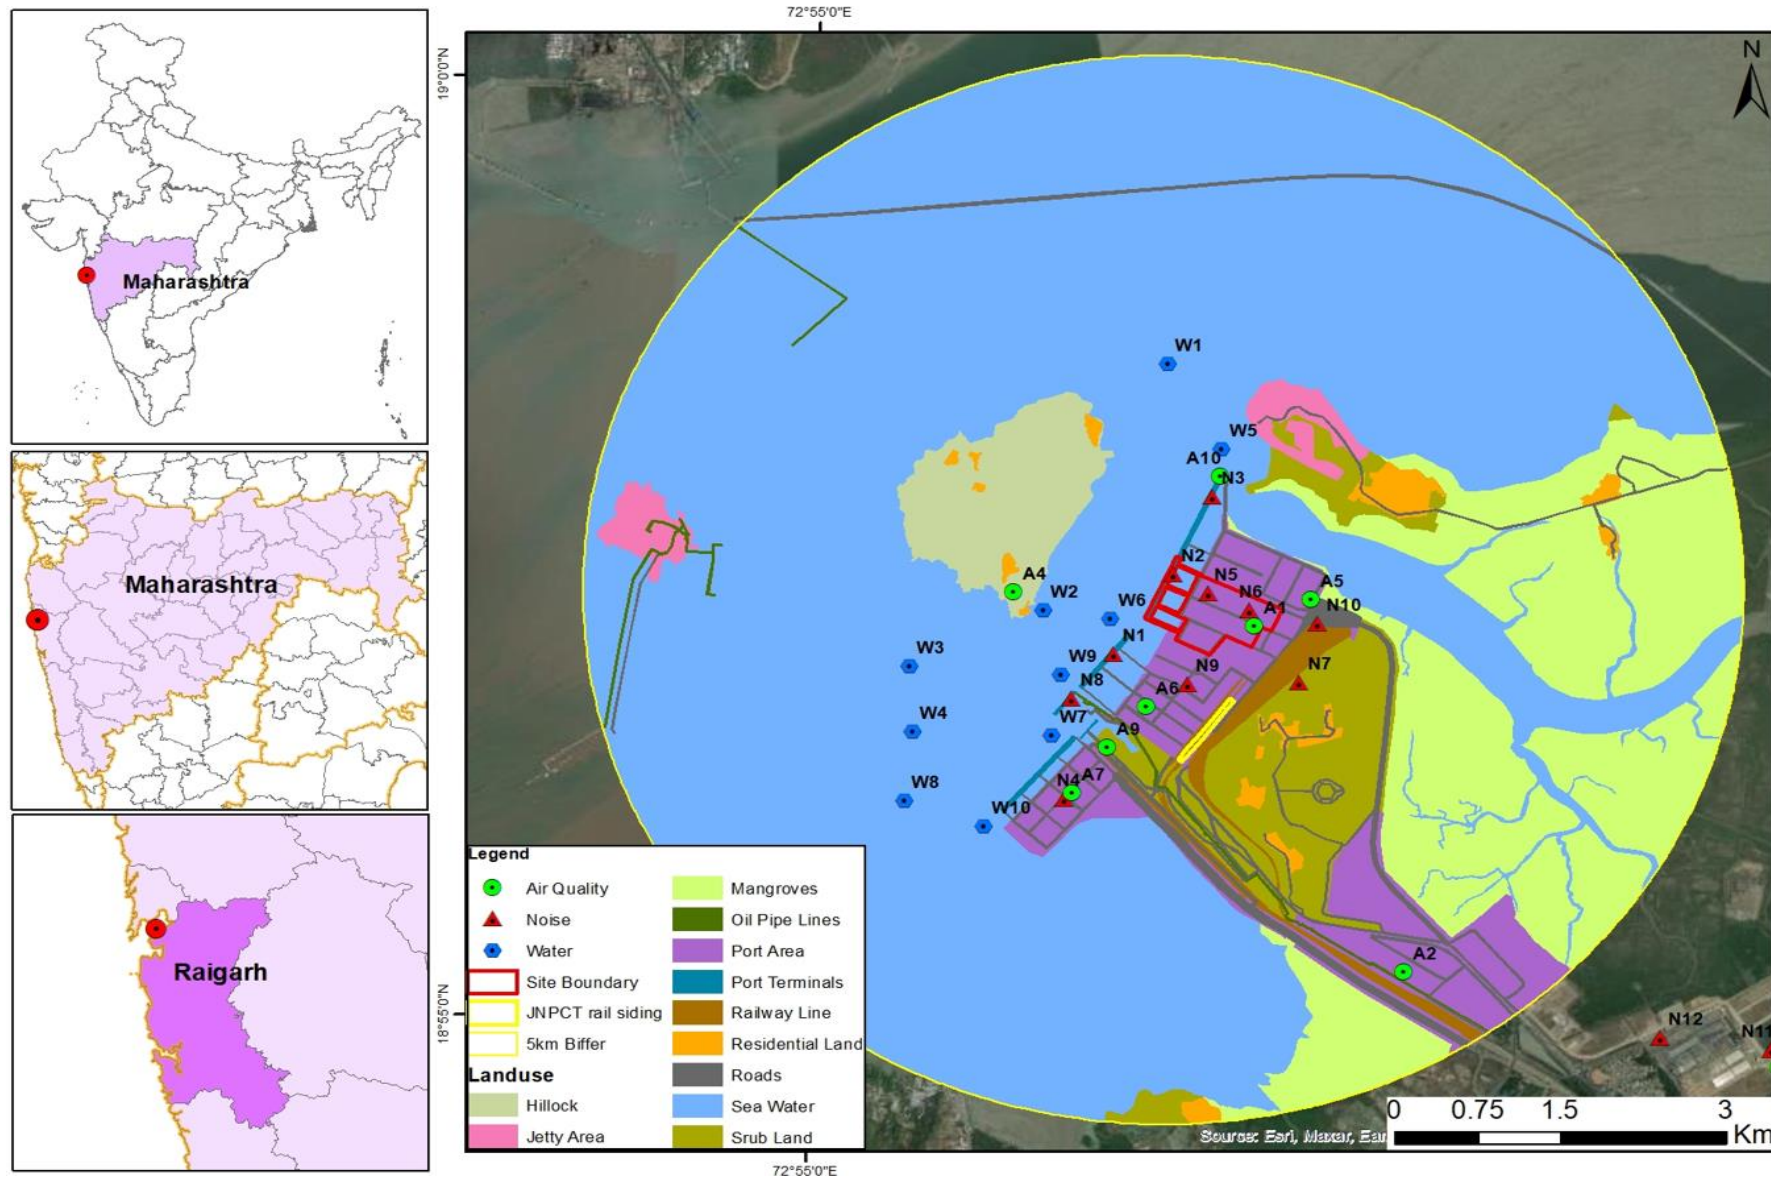 72°55'0"E
N
19°0'0"N
Maharashtra
Maharashtra
Raigarh
W1
W5
A10
N3
N2
N5
A5
A4
W2
W6
N6
A1
N10
N1
W3
W9
N9
N7
N8
A6
W4
W7
A9
W8
N4
A7
W10
A2
N12
N11
18°55'0"N
Legend
Air Quality
Noise
Water
Site Boundary
JNPCT rail siding
5km Biffer
Landuse
Hillock
Jetty Area
Mangroves
Oil Pipe Lines
Port Area
Port Terminals
Railway Line
Residential Land
Roads
Sea Water
Srub Land
0 0.75 1.5 3
Km
Source: Esri, Maxar, Ear
72°55'0"E